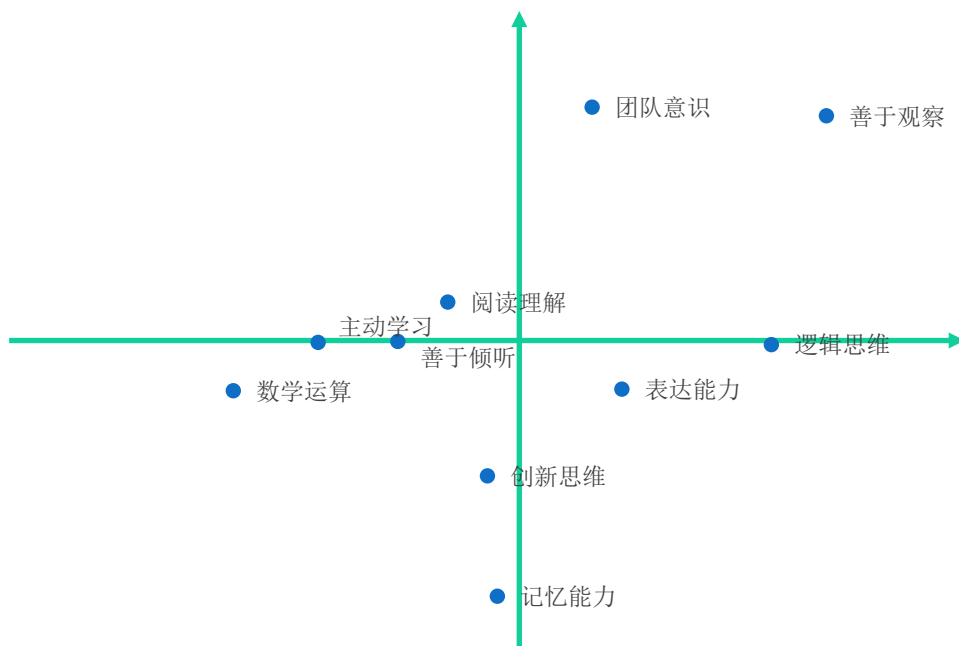 团队意识
善于观察
阅读理解
主动学习
善于倾听
逻辑思维
数学运算
表达能力
创新思维
记忆能力